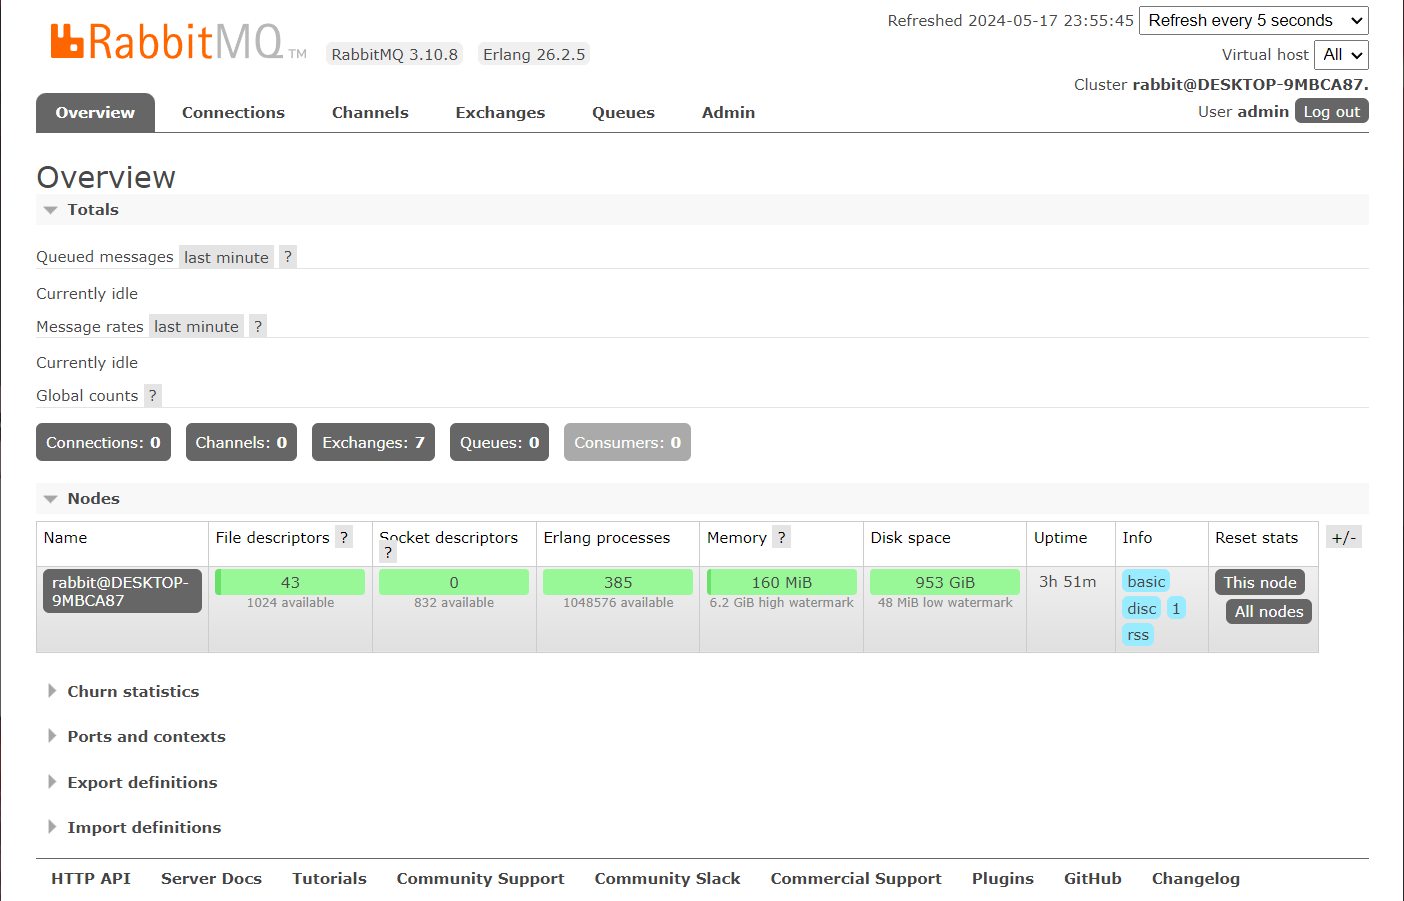 Refreshed 2024-05-17 23:55:45 Refresh every 5 seconds
RabbitMQ TM RabbitMQ 3.10.8 Erlang 26.2.5
Virtual host All
Cluster rabbit@DESKTOP-9MBCA87.
User admin Log out
Overview Connections Channels Exchanges Queues Admin
Overview
Totals
Queued messages last minute ?
Currently idle
Message rates last minute ?
Currently idle
Global counts ?
Connections: 0 Channels: 0 Exchanges: 7 Queues: 0 Consumers: 0
Nodes
Name File descriptors ? Socket descriptors ? Erlang processes Memory ? Disk space Uptime Info Reset stats +/-
rabbit@DESKTOP-9MBCA87 43 0 385 160 MiB 953 GiB 3h 51m basic This node
1024 available 832 available 1048576 available 6.2 GiB high watermark 48 MiB low watermark disc 1 All nodes
rss
Churn statistics
Ports and contexts
Export definitions
Import definitions
HTTP API Server Docs Tutorials Community Support Community Slack Commercial Support Plugins GitHub Changelog